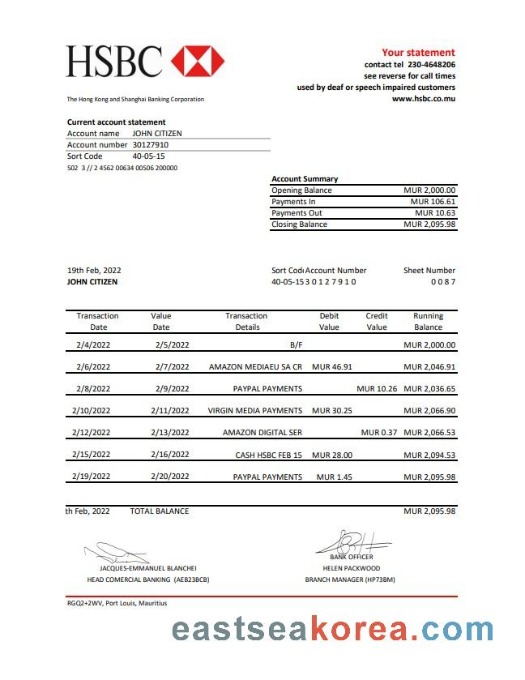 HSBC
Your statement
contact tel 230-4648206
see reverse for call times
used by deaf or speech impaired customers
The Hong Kong and Shanghai Banking Corporation
www.hsbc.co.mu
Current account statement
Account name JOHN CITIZEN
Account number 30127910
Sort Code 40-05-15
S02 3 // 2 4562 00634 00506 200000
Account Summary
Opening Balance MUR 2,000.00
Payments In MUR 106.61
Payments Out MUR 10.63
Closing Balance MUR 2,095.98
19th Feb, 2022 Sort Codi Account Number Sheet Number
JOHN CITIZEN 40-05-15 3 0 1 2 7 9 1 0 0 0 8 7
Transaction Value Transaction Debit Credit Running
Date Date Details Value Value Balance
2/4/2022 2/5/2022 B/F MUR 2,000.00
2/6/2022 2/7/2022 AMAZON MEDIAEU SA CR MUR 46.91 MUR 2,046.91
2/8/2022 2/9/2022 PAYPAL PAYMENTS MUR 10.26 MUR 2,036.65
2/10/2022 2/11/2022 VIRGIN MEDIA PAYMENTS MUR 30.25 MUR 2,066.90
2/12/2022 2/13/2022 AMAZON DIGITAL SER MUR 0.37 MUR 2,066.53
2/15/2022 2/16/2022 CASH HSBC FEB 15 MUR 28.00 MUR 2,094.53
2/19/2022 2/20/2022 PAYPAL PAYMENTS MUR 1.45 MUR 2,095.98
th Feb, 2022 TOTAL BALANCE MUR 2,095.98
BANK OFFICER
JACQUES-EMMANUEL BLANCHEI HELEN PACKWOOD
HEAD COMERCIAL BANKING (AEB23BCB) BRANCH MANAGER (HP73BM)
RGQ2+2WV, Port Louis, Mauritius
eastseakorea.com